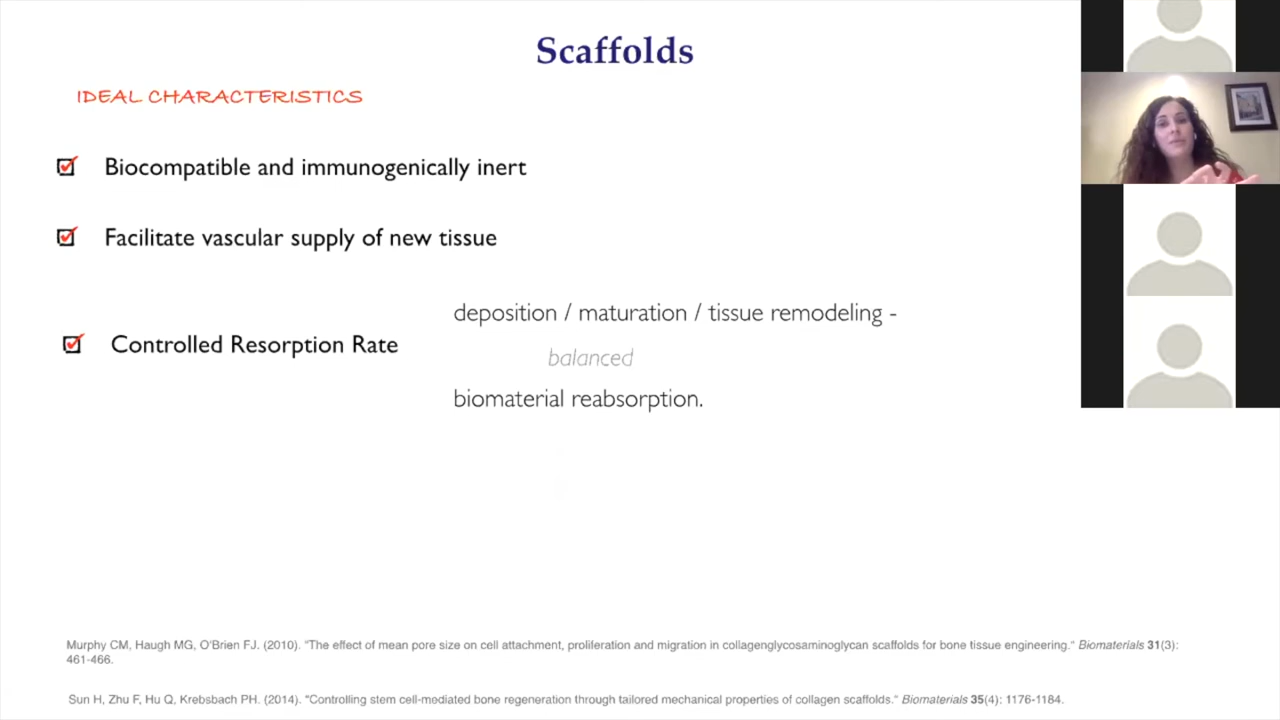 Scaffolds
IDEAL CHARACTERISTICS
Biocompatible and immunogenically inert
Facilitate vascular supply of new tissue
Controlled Resorption Rate
deposition / maturation / tissue remodeling -
balanced
biomaterial reabsorption.
Murphy CM, Haugh MG, O'Brien FJ. (2010). "The effect of mean pore size on cell attachment, proliferation and migration in collagenglycosaminoglycan scaffolds for bone tissue engineering." Biomaterials 31(3):
461-466.
Sun H, Zhu F, Hu Q, Krebsbach PH. (2014). "Controlling stem cell-mediated bone regeneration through tailored mechanical properties of collagen scaffolds." Biomaterials 35(4): 1176-1184.